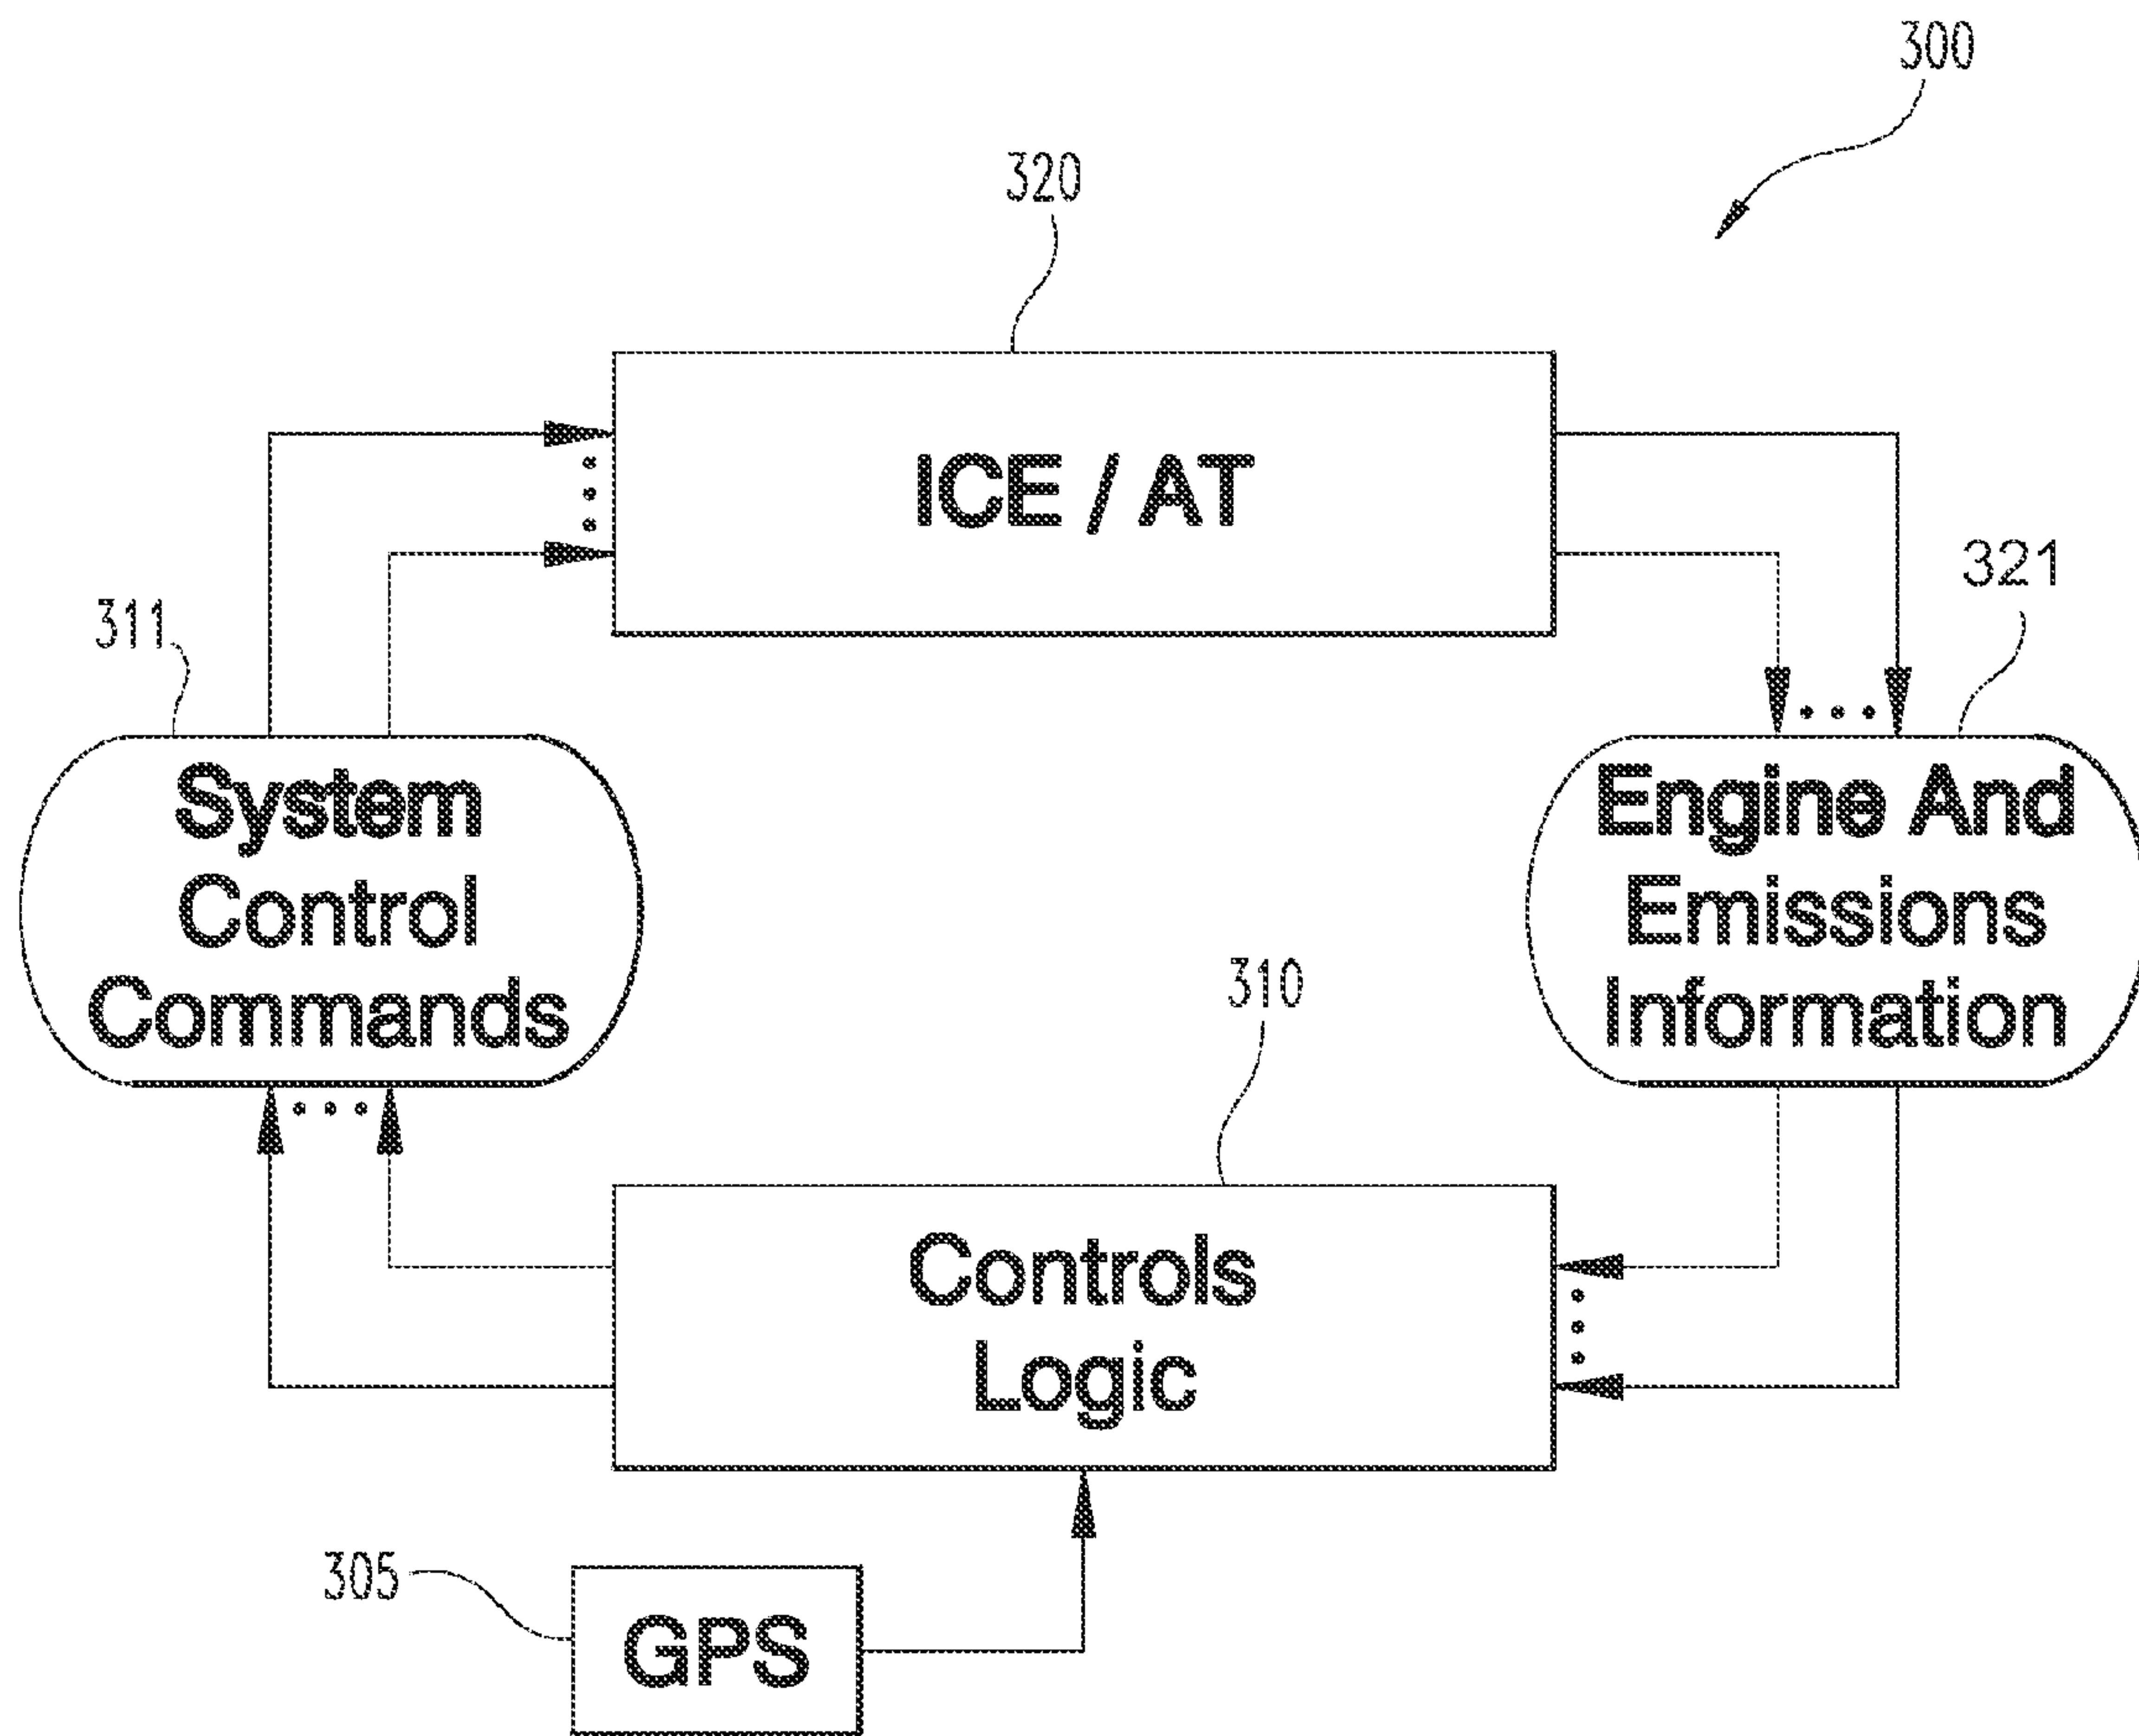 300
320
ICE / AT
321
311
System
Control
Commands
Engine And
Emissions
Information
310
Controls
Logic
305
GPS